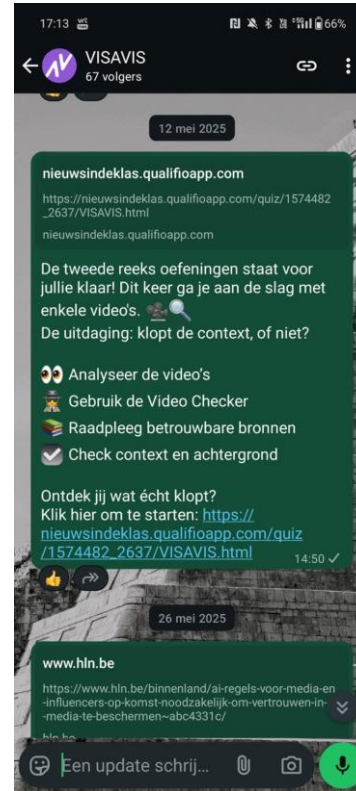 17:13
66%
VISAVIS
67 volgers
12 mei 2025
nieuwsindeklas.qualifioapp.com
https://nieuwsindeklas.qualifioapp.com/quiz/1574482
_2637/VISAVIS.html
nieuwsindeklas.qualifioapp.com
De tweede reeks oefeningen staat voor
jullie klaar! Dit keer ga je aan de slag met
enkele video's. 🎥🔍
De uitdaging: klopt de context, of niet?
👀 Analyseer de video's
🕵️ Gebruik de Video Checker
📚 Raadpleeg betrouwbare bronnen
✅ Check context en achtergrond
Ontdek jij wat écht klopt?
Klik hier om te starten: https://
nieuwsindeklas.qualifioapp.com/quiz
/1574482_2637/VISAVIS.html
14:50
26 mei 2025
www.hln.be
https://www.hln.be/binnenland/ai-regels-voor-media-en
-influencers-op-komst-noodzakelijk-om-vertrouwen-in-
-media-te-beschermen~abc4331c/
hln.be
Een update schrij...